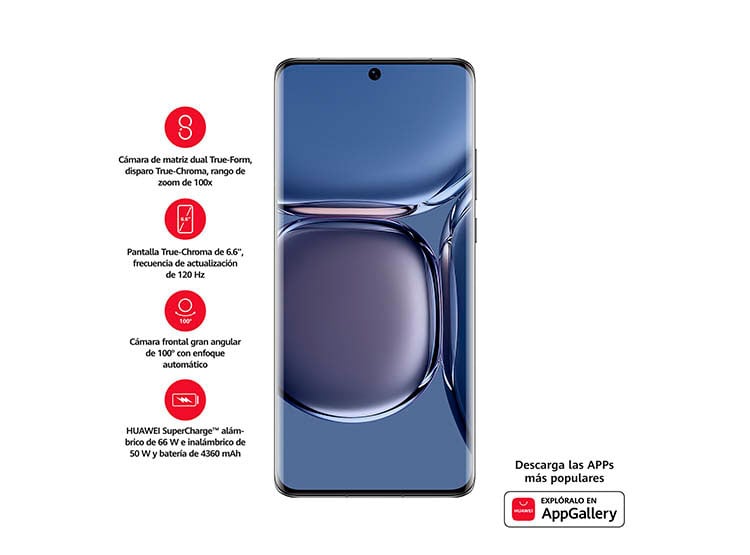 Cámara de matriz dual True-Form,
disparo True-Chroma, rango de
zoom de 100x
6.6"
Pantalla True-Chroma de 6.6",
frecuencia de actualización
de 120 Hz
100°
Cámara frontal gran angular
de 100° con enfoque
automático
HUAWEI SuperCharge™ alám-
brico de 66 W e inalámbrico de
50 W y batería de 4360 mAh
Descarga las APPs
más populares
HUAWEI
EXPLÓRALO EN
AppGallery